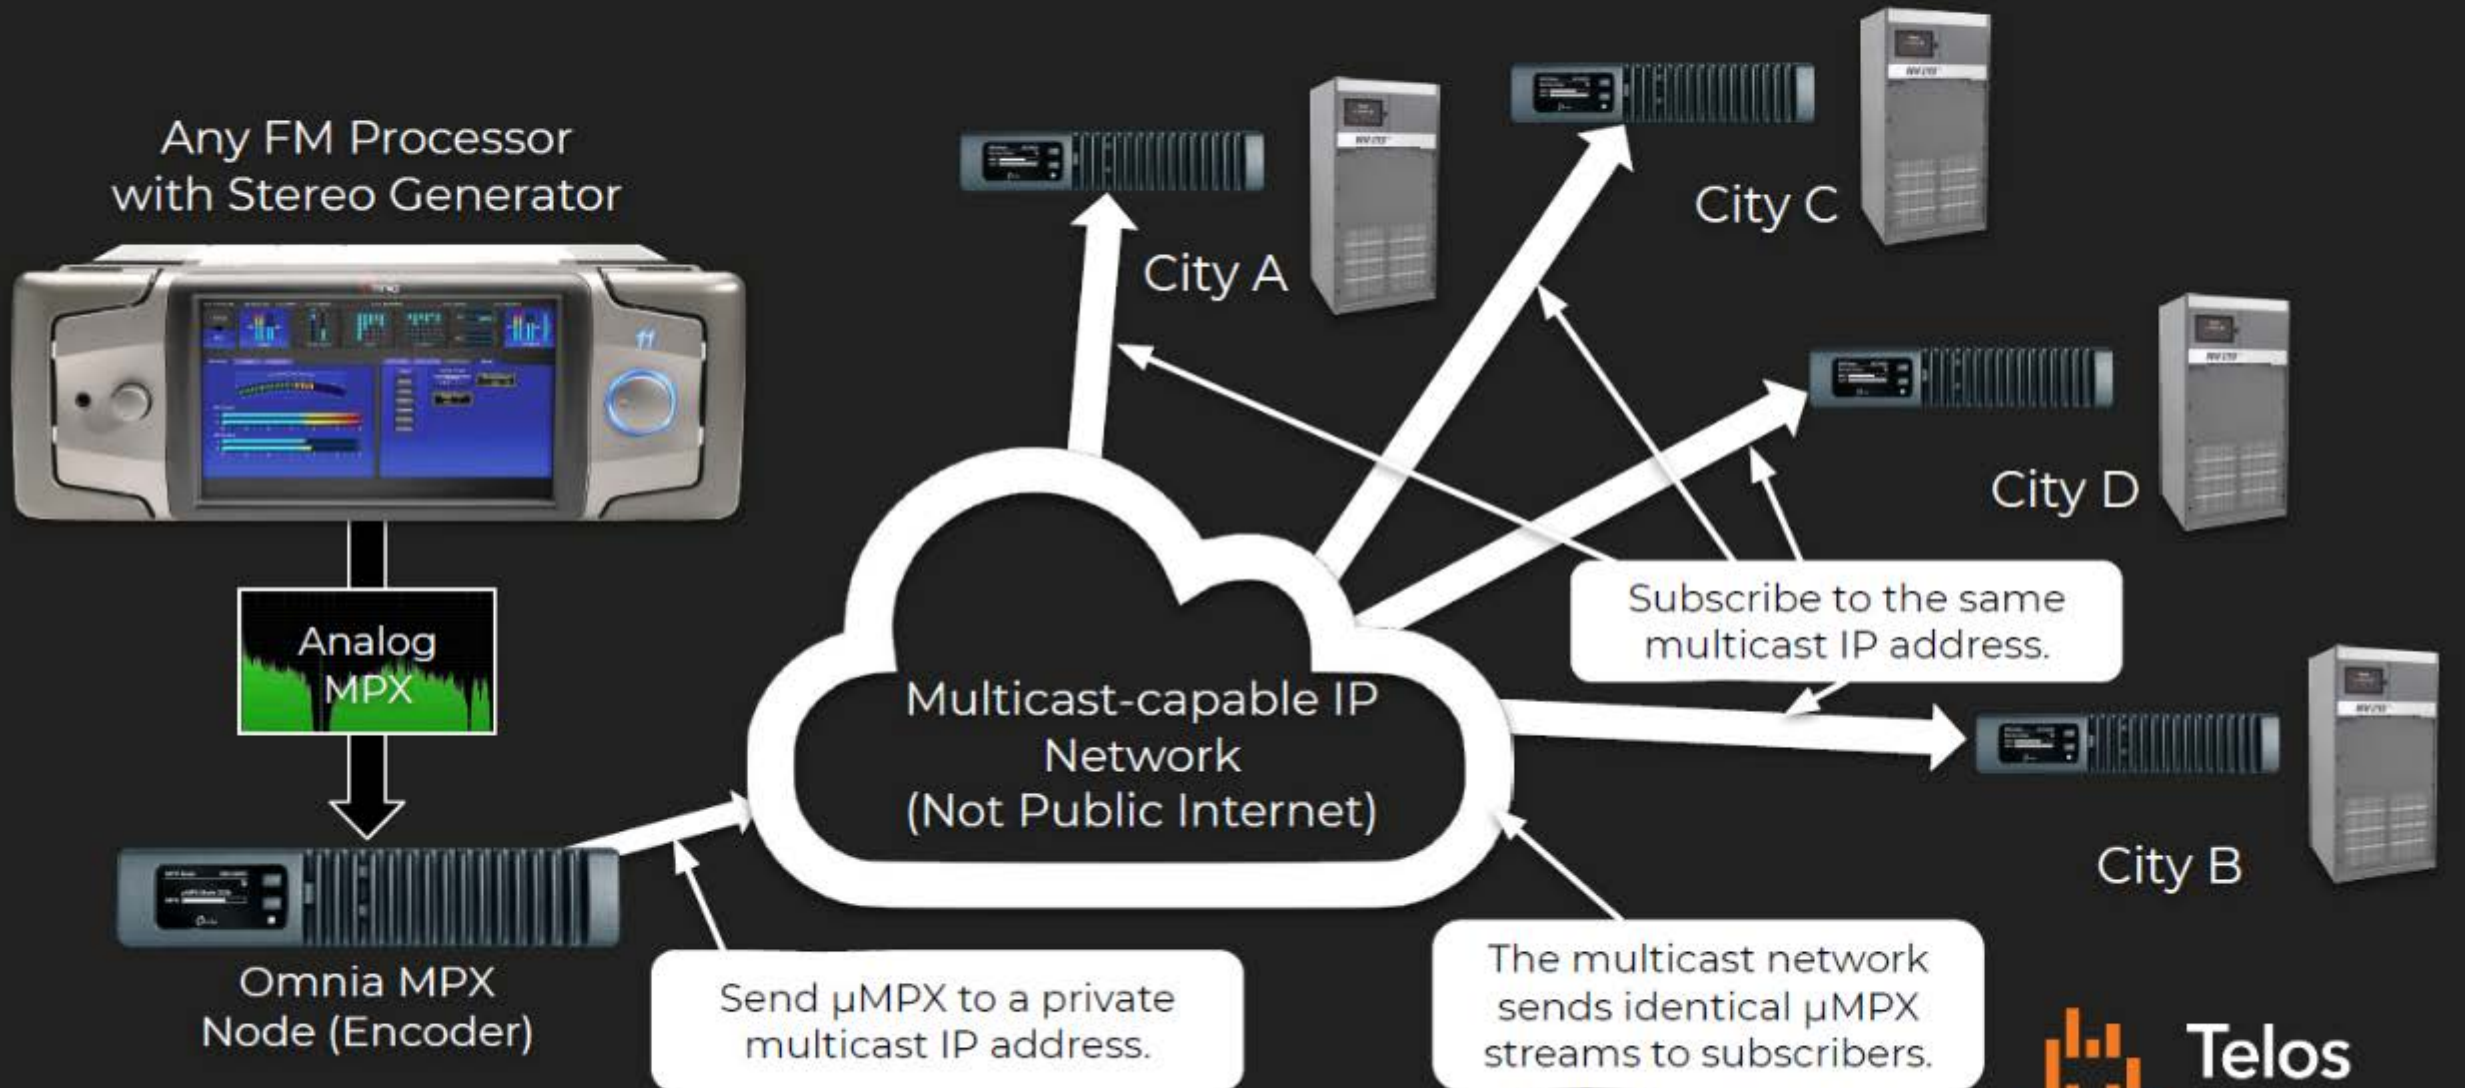 Any FM Processor
with Stereo Generator
11
Analog
MPX
Omnia MPX
Node (Encoder)
Send µMPX to a private
multicast IP address.
Multicast-capable IP
Network
(Not Public Internet)
City A
City C
City D
Subscribe to the same
multicast IP address.
City B
The multicast network
sends identical µMPX
streams to subscribers.
Telos